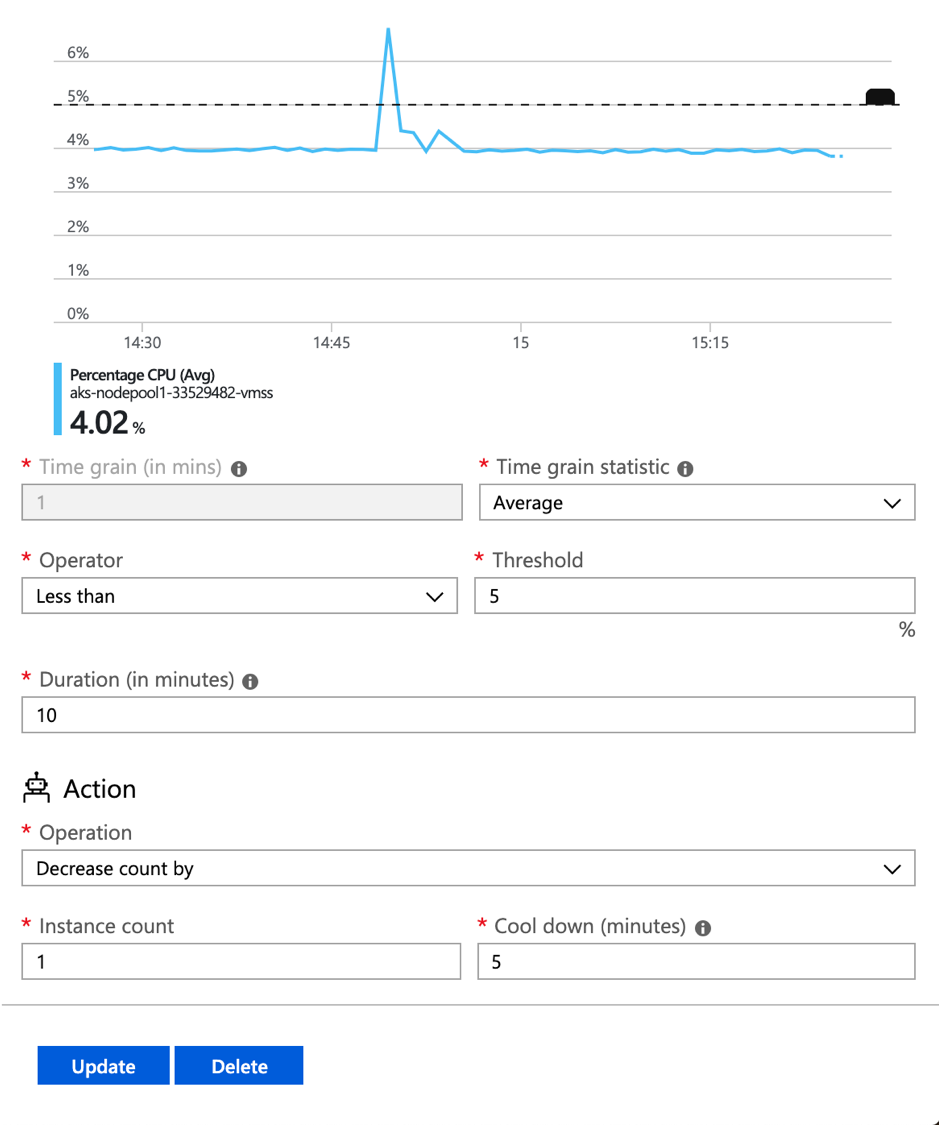 6%
5%
4%
3%
2%
1%
0%
14:30 14:45 15 15:15
Percentage CPU (Avg)
aks-nodepool1-33529482-vmss
4.02 %
* Time grain (in mins) * Time grain statistic
1 Average
* Operator * Threshold
Less than 5
%
* Duration (in minutes)
10
Action
* Operation
Decrease count by
* Instance count * Cool down (minutes)
1 5
Update Delete